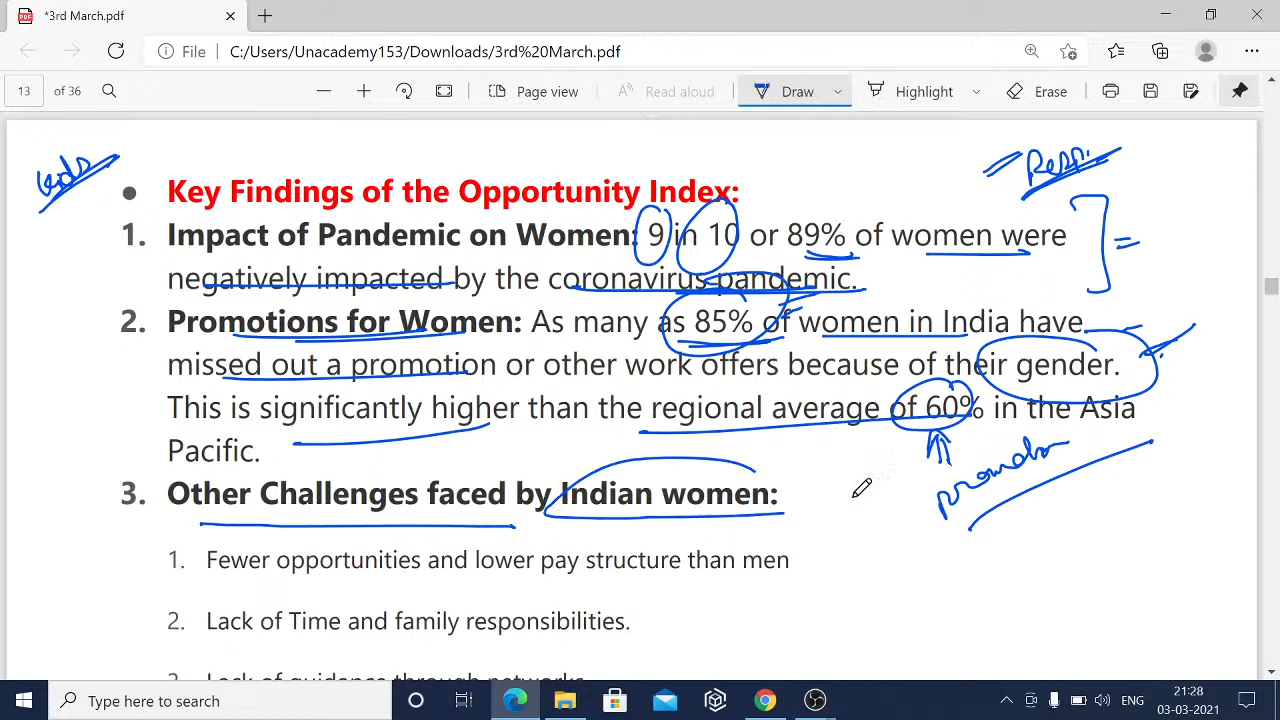 *3rd March.pdf
File C:/Users/Unacademy153/Downloads/3rd%20March.pdf
13 of 36 Page view Read aloud Draw Highlight Erase
Key Findings of the Opportunity Index:
1. Impact of Pandemic on Women: 9 in 10 or 89% of women were
negatively impacted by the coronavirus pandemic.
2. Promotions for Women: As many as 85% of women in India have
missed out a promotion or other work offers because of their gender.
This is significantly higher than the regional average of 60% in the Asia
Pacific.
3. Other Challenges faced by Indian women:
1. Fewer opportunities and lower pay structure than men
2. Lack of Time and family responsibilities.
3. Lack of guidance through networks
Type here to search
ENG
21:28
03-03-2021